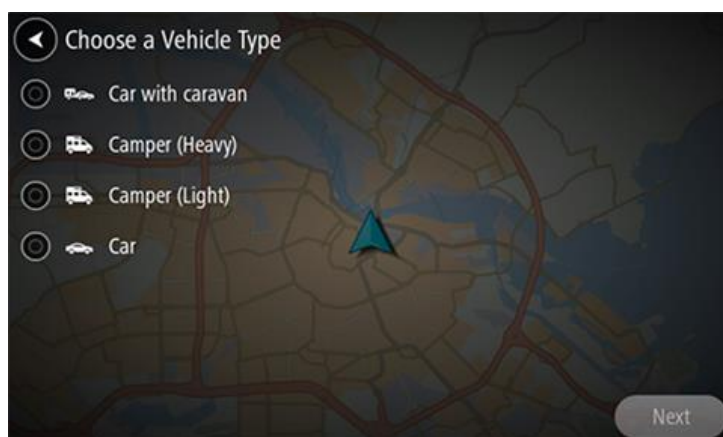 Choose a Vehicle Type
Car with caravan
Camper (Heavy)
Camper (Light)
Car
Next